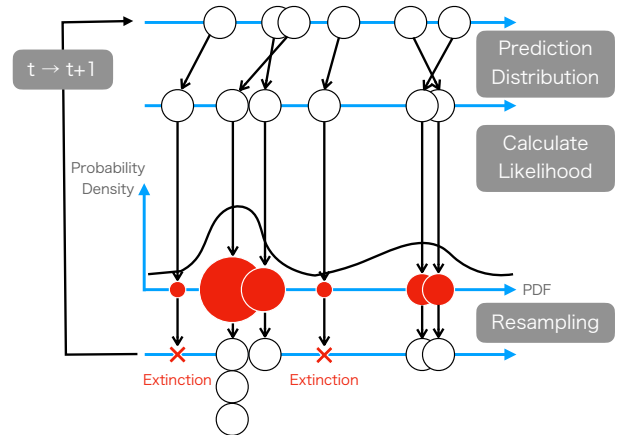 Prediction
Distribution
t → t+1
Calculate
Likelihood
Probability
Density
PDF
Resampling
Extinction
Extinction